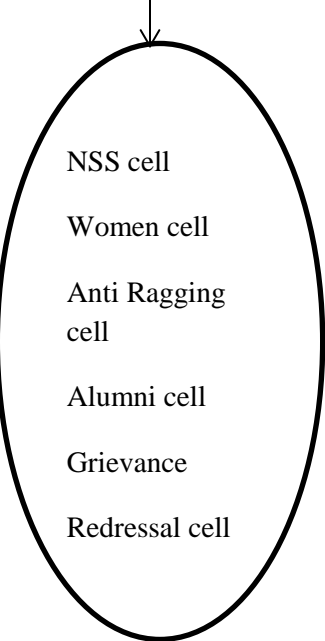 NSS cell
Women cell
Anti Ragging
cell
Alumni cell
Grievance
Redressal cell